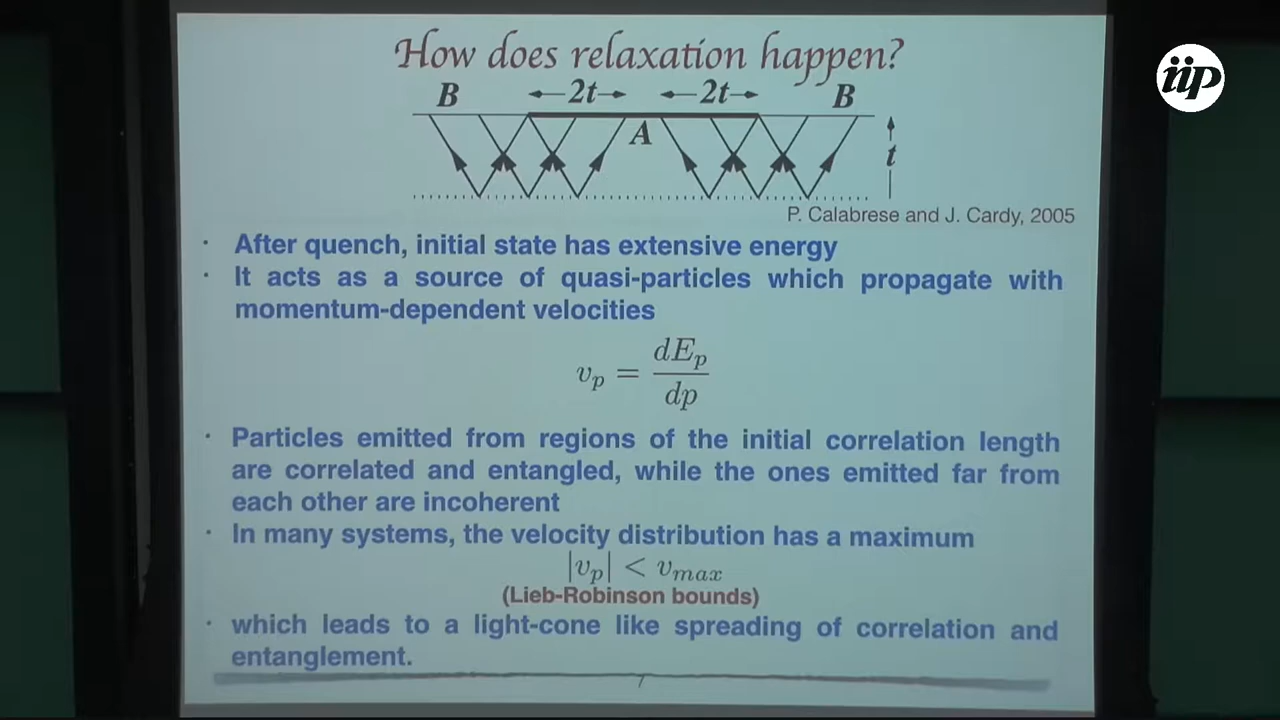 How does relaxation happen?
iip
B ←2t→ ←2t→ B
A
t
P. Calabrese and J. Cardy, 2005
· After quench, initial state has extensive energy
· It acts as a source of quasi-particles which propagate with
momentum-dependent velocities
v_p = dE_p/dp
· Particles emitted from regions of the initial correlation length
are correlated and entangled, while the ones emitted far from
each other are incoherent
· In many systems, the velocity distribution has a maximum
|v_p| < v_max
(Lieb-Robinson bounds)
· which leads to a light-cone like spreading of correlation and
entanglement.
7